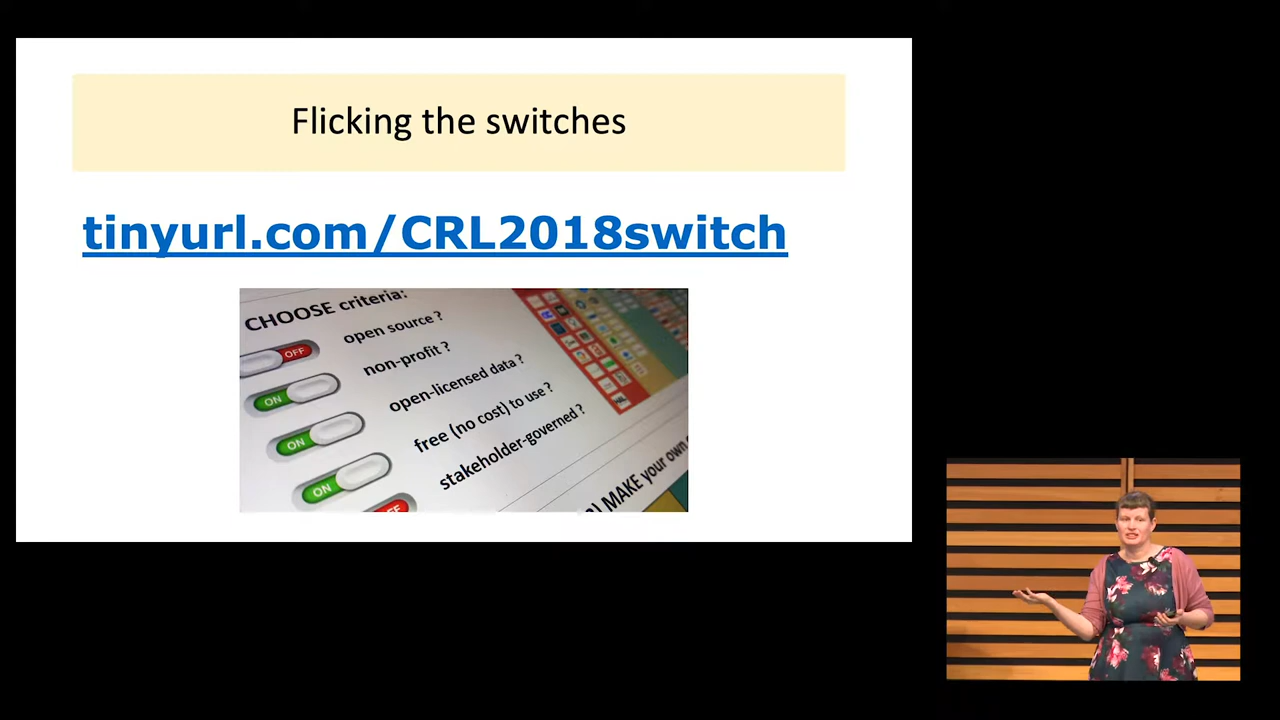 Flicking the switches
tinyurl.com/CRL2018switch
CHOOSE criteria:
OFF open source ?
ON non-profit ?
ON open-licensed data ?
ON free (no cost) to use ?
stakeholder-governed ?
MAKE your own